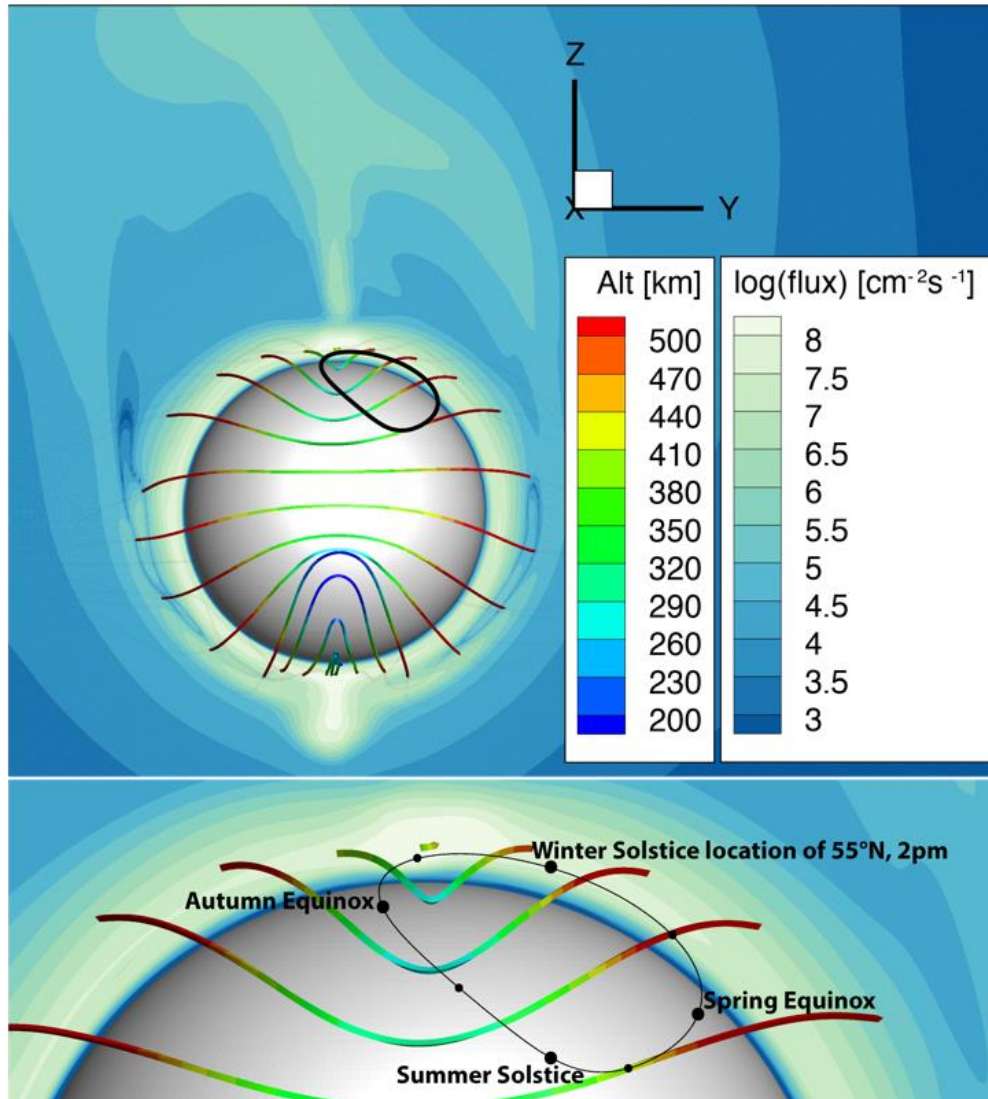 Z
X
Y
Alt [km]
500
470
440
410
380
350
320
290
260
230
200
log(flux) [cm⁻²s ⁻¹]
8
7.5
7
6.5
6
5.5
5
4.5
4
3.5
3
Winter Solstice location of 55°N, 2pm
Autumn Equinox
Spring Equinox
Summer Solstice